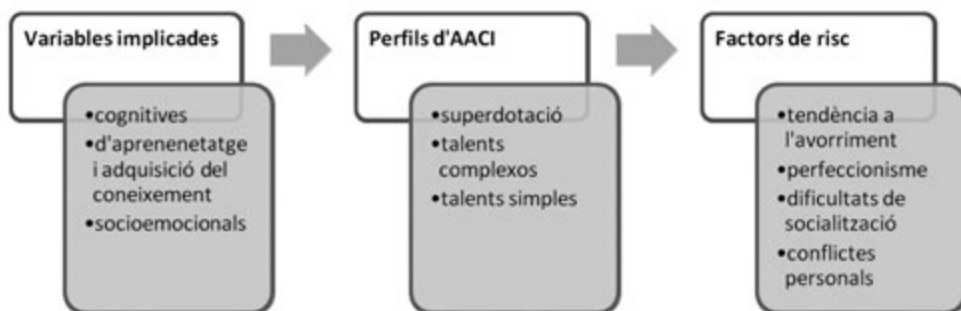 Variables implicades
•cognitives
•d'aprenenetatge
i adquisició del
coneixement
•socioemocionals
Perfils d'AACI
•superdotació
•talents
complexos
•talents simples
Factors de risc
•tendència a
l'avorriment
•perfeccionisme
•dificultats de
socialització
•conflictes
personals